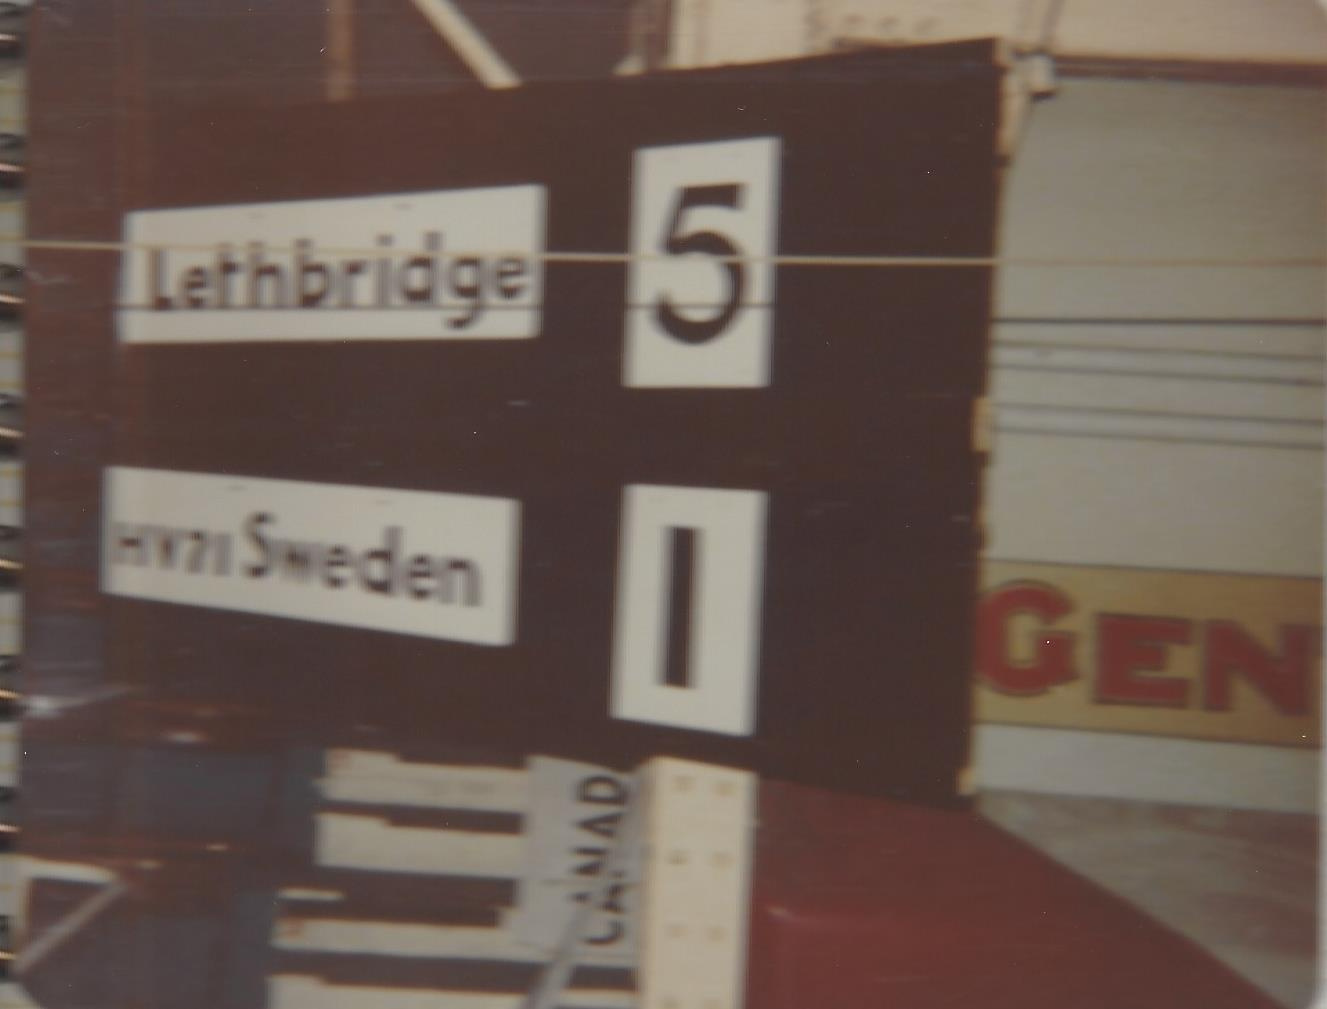 Lethbridge 5
HV71 Sweden 1
GEN
CANAD